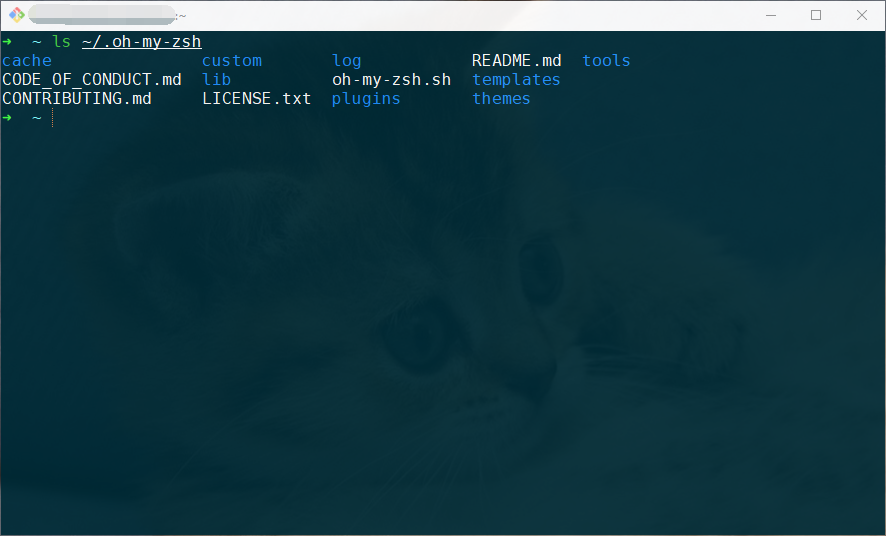 :~
➜ ~ ls ~/.oh-my-zsh
cache custom log README.md tools
CODE_OF_CONDUCT.md lib oh-my-zsh.sh templates
CONTRIBUTING.md LICENSE.txt plugins themes
➜ ~